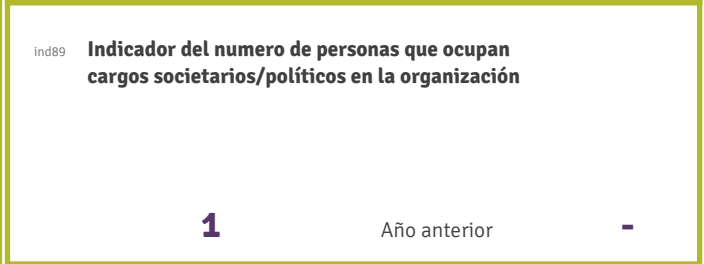 ind89 Indicador del numero de personas que ocupan
cargos societarios/políticos en la organización
1 Año anterior -